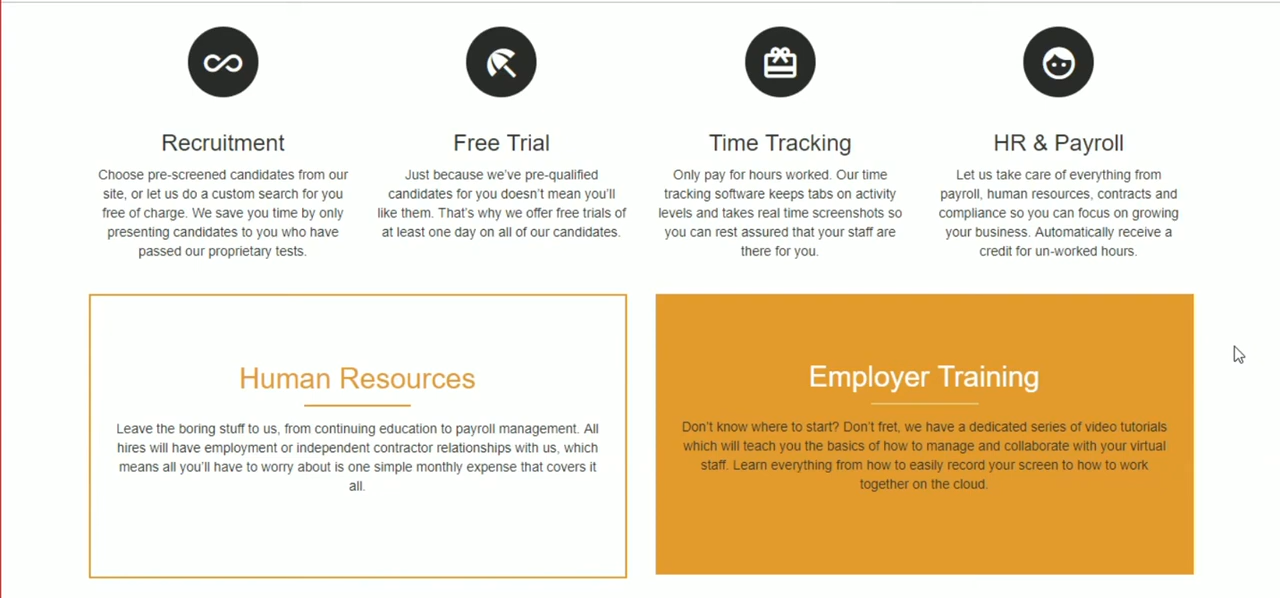 Recruitment
Choose pre-screened candidates from our
site, or let us do a custom search for you
free of charge. We save you time by only
presenting candidates to you who have
passed our proprietary tests.
Free Trial
Just because we've pre-qualified
candidates for you doesn't mean you'll
like them. That's why we offer free trials of
at least one day on all of our candidates.
Time Tracking
Only pay for hours worked. Our time
tracking software keeps tabs on activity
levels and takes real time screenshots so
you can rest assured that your staff are
there for you.
HR & Payroll
Let us take care of everything from
payroll, human resources, contracts and
compliance so you can focus on growing
your business. Automatically receive a
credit for un-worked hours.
Human Resources
Leave the boring stuff to us, from continuing education to payroll management. All
hires will have employment or independent contractor relationships with us, which
means all you'll have to worry about is one simple monthly expense that covers it
all.
Employer Training
Don't know where to start? Don't fret, we have a dedicated series of video tutorials
which will teach you the basics of how to manage and collaborate with your virtual
staff. Learn everything from how to easily record your screen to how to work
together on the cloud.